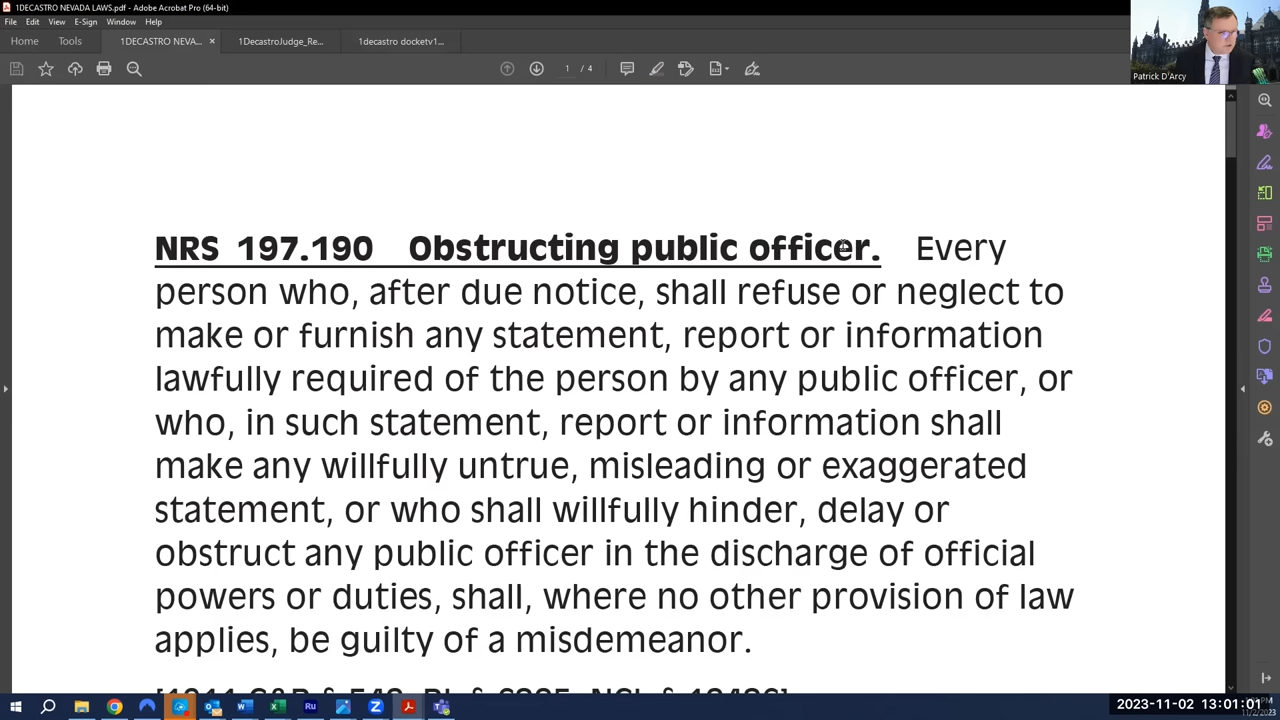 1DECASTRO NEVADA LAWS.pdf - Adobe Acrobat Pro (64-bit)
File Edit View E-Sign Window Help
Home Tools 1DECASTRO NEVA... × 1DecastroJudge_Re... 1decastro docketv1...
1 / 4
Patrick D'Arcy
NRS 197.190 Obstructing public officer. Every
person who, after due notice, shall refuse or neglect to
make or furnish any statement, report or information
lawfully required of the person by any public officer, or
who, in such statement, report or information shall
make any willfully untrue, misleading or exaggerated
statement, or who shall willfully hinder, delay or
obstruct any public officer in the discharge of official
powers or duties, shall, where no other provision of law
applies, be guilty of a misdemeanor.
2023-11-02 13:01:01